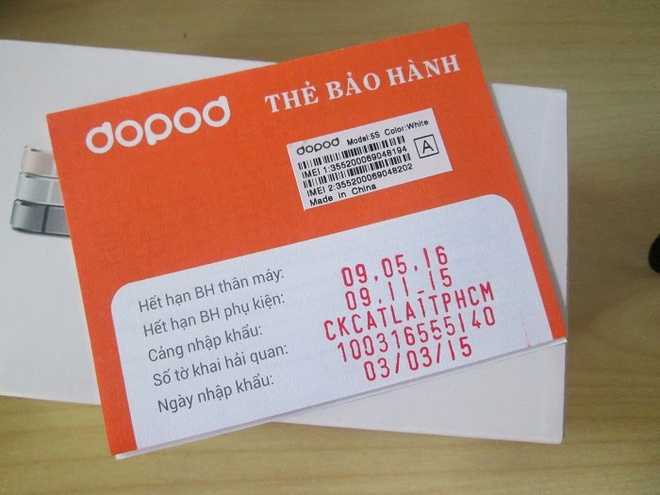 dopod THẺ BẢO HÀNH
dopod Model:5S Color:White
IMEI 1:355200069048194
IMEI 2:355200069048202
Made in China
A
Hết hạn BH thân máy: 09.05.16
Hết hạn BH phụ kiện: 09.11-15
Cảng nhập khẩu: CKCATLAITPHCM
Số tờ khai hải quan: 100316555140
Ngày nhập khẩu: 03/03/15